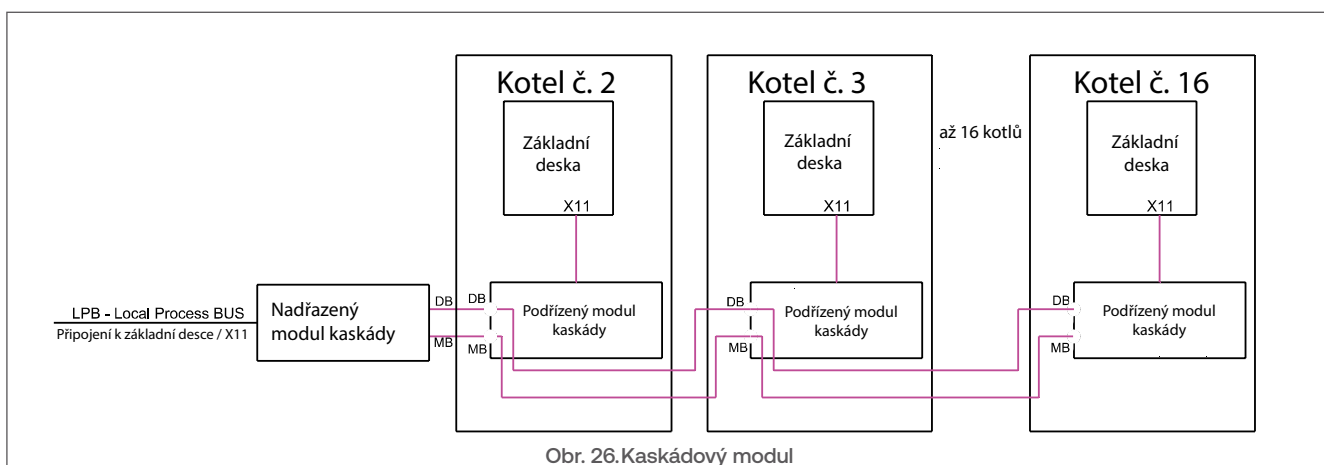 Kotel č. 2
Základní
deska
X11
DB
MB
Podřízený modul
kaskády
Kotel č. 3
Základní
deska
X11
DB
MB
Podřízený modul
kaskády
až 16 kotlů
Kotel č. 16
Základní
deska
X11
DB
MB
Podřízený modul
kaskády
LPB - Local Process BUS
Připojení k základní desce / X11
Nadřazený
modul kaskády
DB
MB
Obr. 26.Kaskádový modul